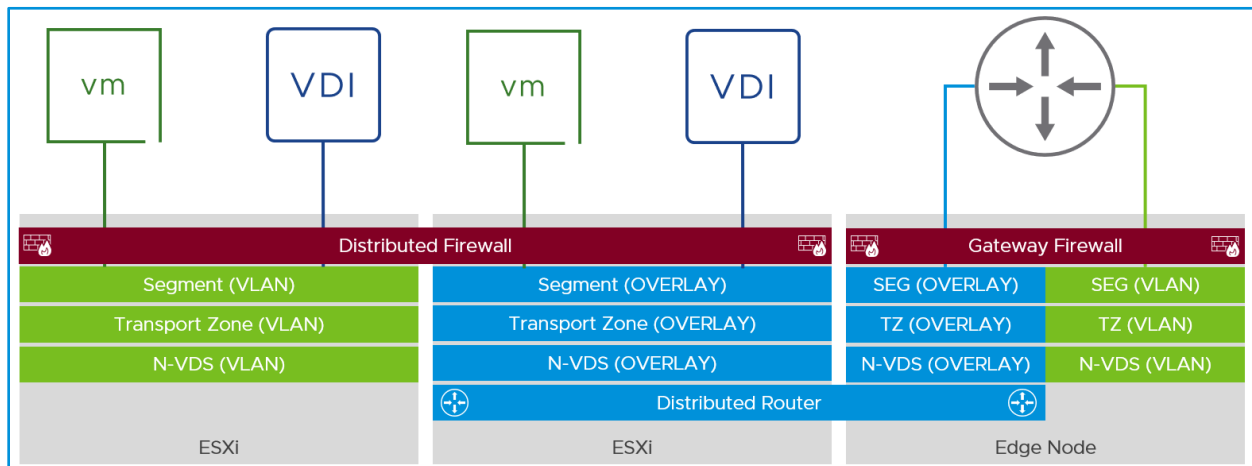 vm
VDI
vm
VDI
Distributed Firewall
Gateway Firewall
Segment (VLAN)
Segment (OVERLAY)
SEG (OVERLAY)
SEG (VLAN)
Transport Zone (VLAN)
Transport Zone (OVERLAY)
TZ (OVERLAY)
TZ (VLAN)
N-VDS (VLAN)
N-VDS (OVERLAY)
N-VDS (OVERLAY)
N-VDS (VLAN)
Distributed Router
ESXi
ESXi
Edge Node